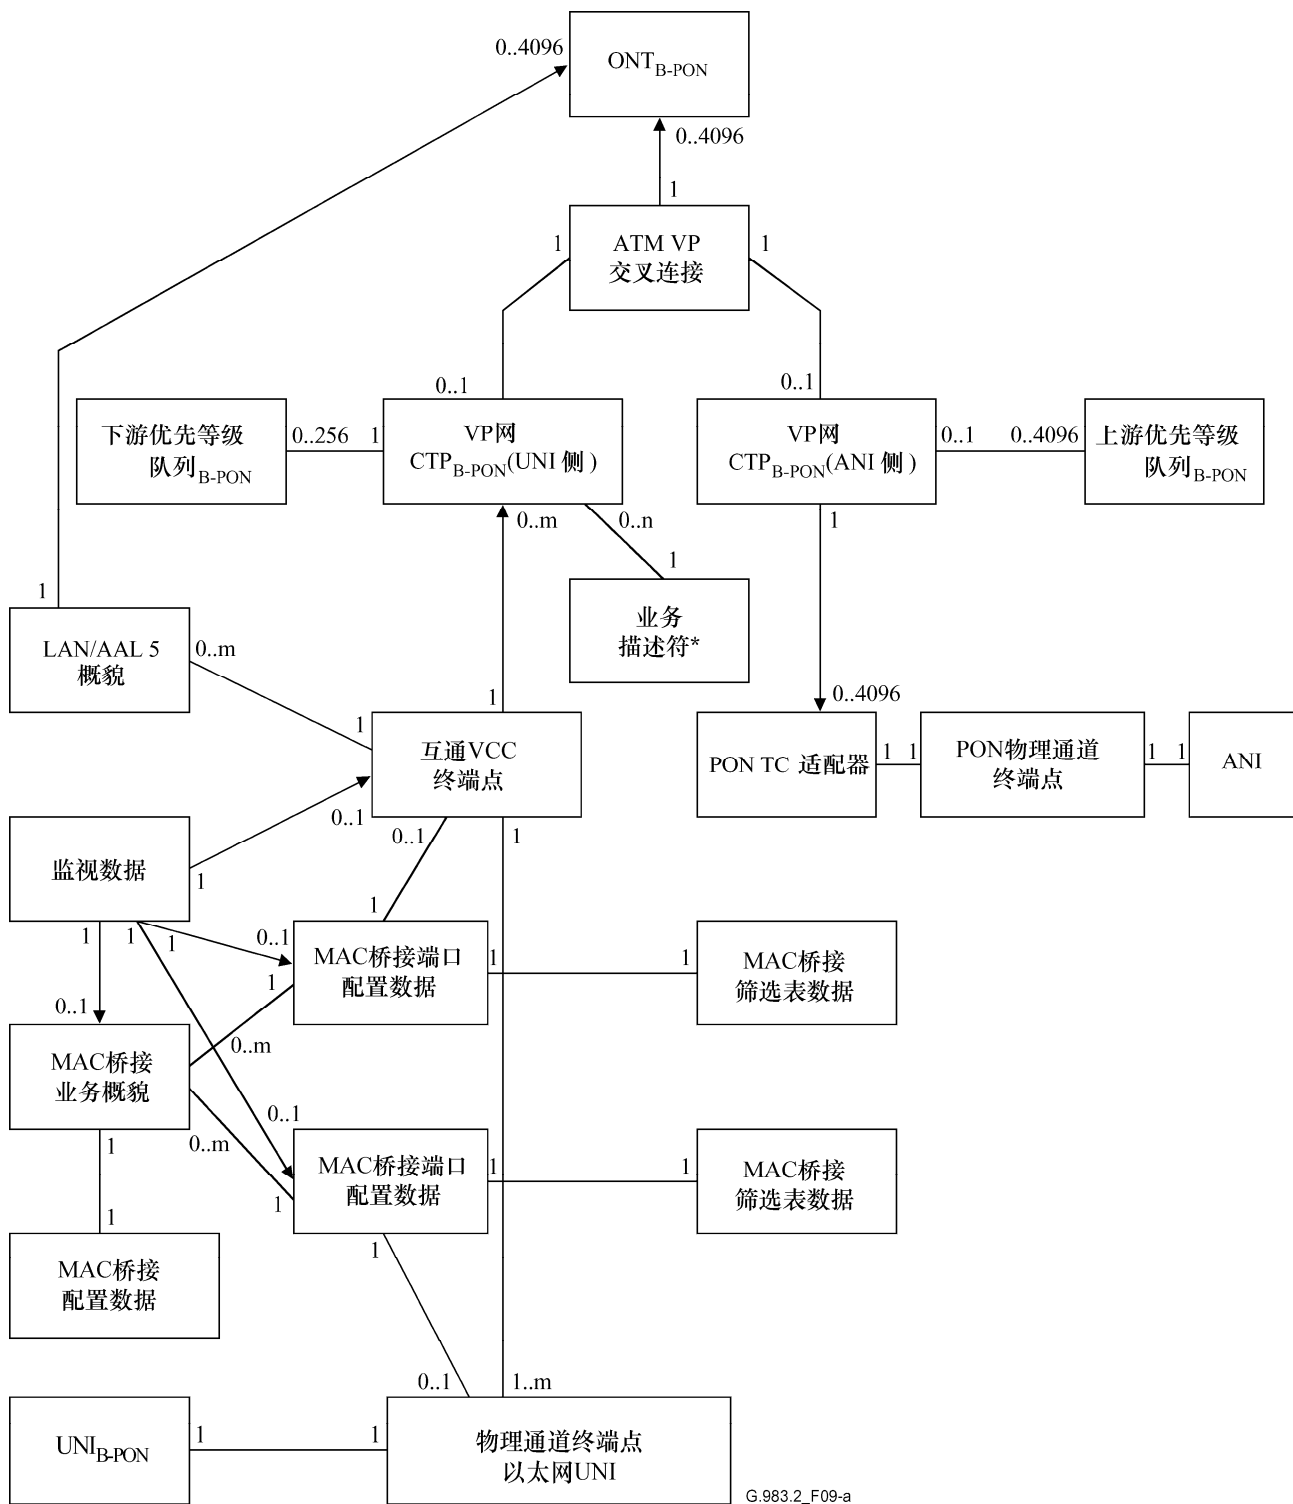 0..4096
ONT B-PON
0..4096
1
1
ATM VP
交叉连接
1
0..1
0..1
下游优先等级
队列B-PON
0..256
1
VP网
CTPB-PON(UNI 侧)
VP网
CTPB-PON(ANI 侧)
0..1
0..4096
上游优先等级
队列B-PON
0..m
0..n
1
1
1
业务
描述符*
LAN/AAL 5
概貌
0..m
1
1
0..4096
互通VCC
终端点
PON TC 适配器
1
1
PON物理通道
终端点
1
1
ANI
0..1
0..1
1
监视数据
1
1
1
1
1
0..1
MAC桥接端口
配置数据
1
1
MAC桥接
筛选表数据
1
0..1
0..m
MAC桥接
业务概貌
0..1
0..m
1
MAC桥接端口
配置数据
1
1
MAC桥接
筛选表数据
1
1
1
MAC桥接
配置数据
0..1
1..m
UNIB-PON
1
1
物理通道终端点
以太网UNI
G.983.2_F09-a